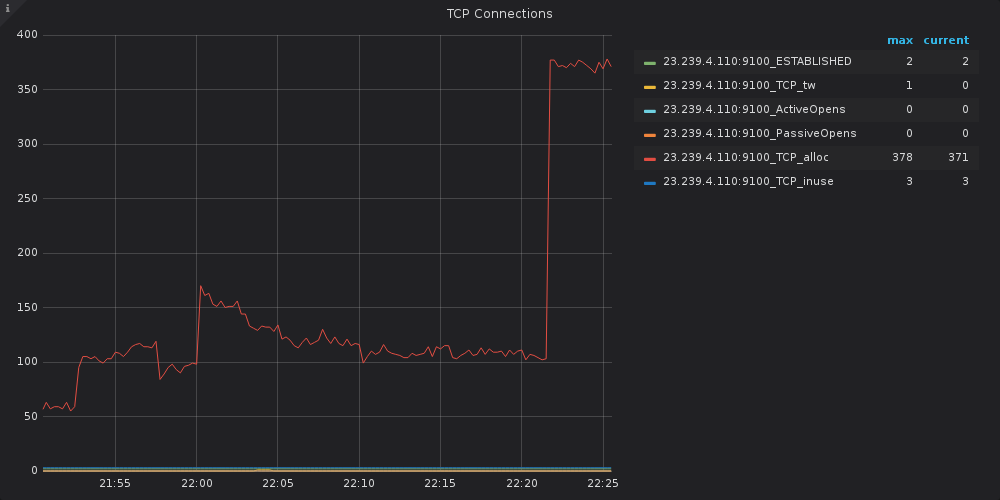 i
TCP Connections
400
350
300
250
200
150
100
50
0
21:55 22:00 22:05 22:10 22:15 22:20 22:25
max current
23.239.4.110:9100_ESTABLISHED 2 2
23.239.4.110:9100_TCP_tw 1 0
23.239.4.110:9100_ActiveOpens 0 0
23.239.4.110:9100_PassiveOpens 0 0
23.239.4.110:9100_TCP_alloc 378 371
23.239.4.110:9100_TCP_inuse 3 3